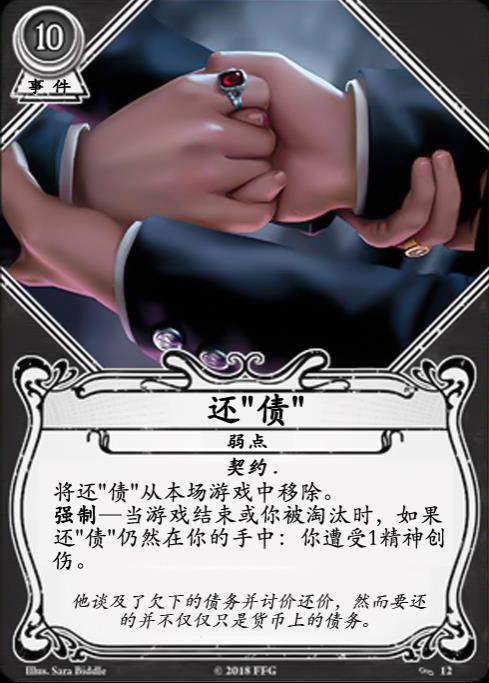 10
事件
还"债"
弱点
契约.
将还"债"从本场游戏中移除。
强制—当游戏结束或你被淘汰时，如果
还"债"仍然在你的手中：你遭受1精神创
伤。
他谈及了欠下的债务并讨价还价，然而要还
的并不仅仅只是货币上的债务。
Illus. Sara Biddle
© 2018 FFG
12